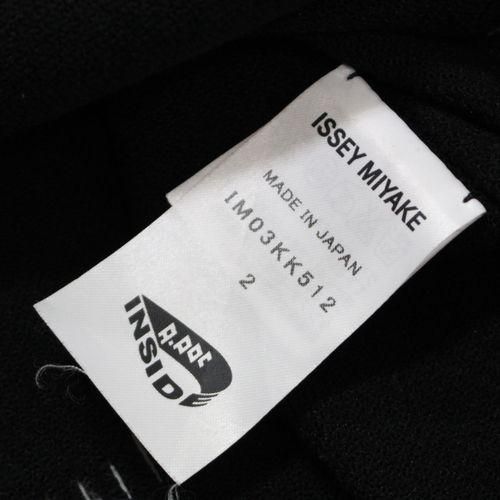 ISSEY MIYAKE
MADE IN JAPAN
IM03KK512
2
A.POC
INSIDE